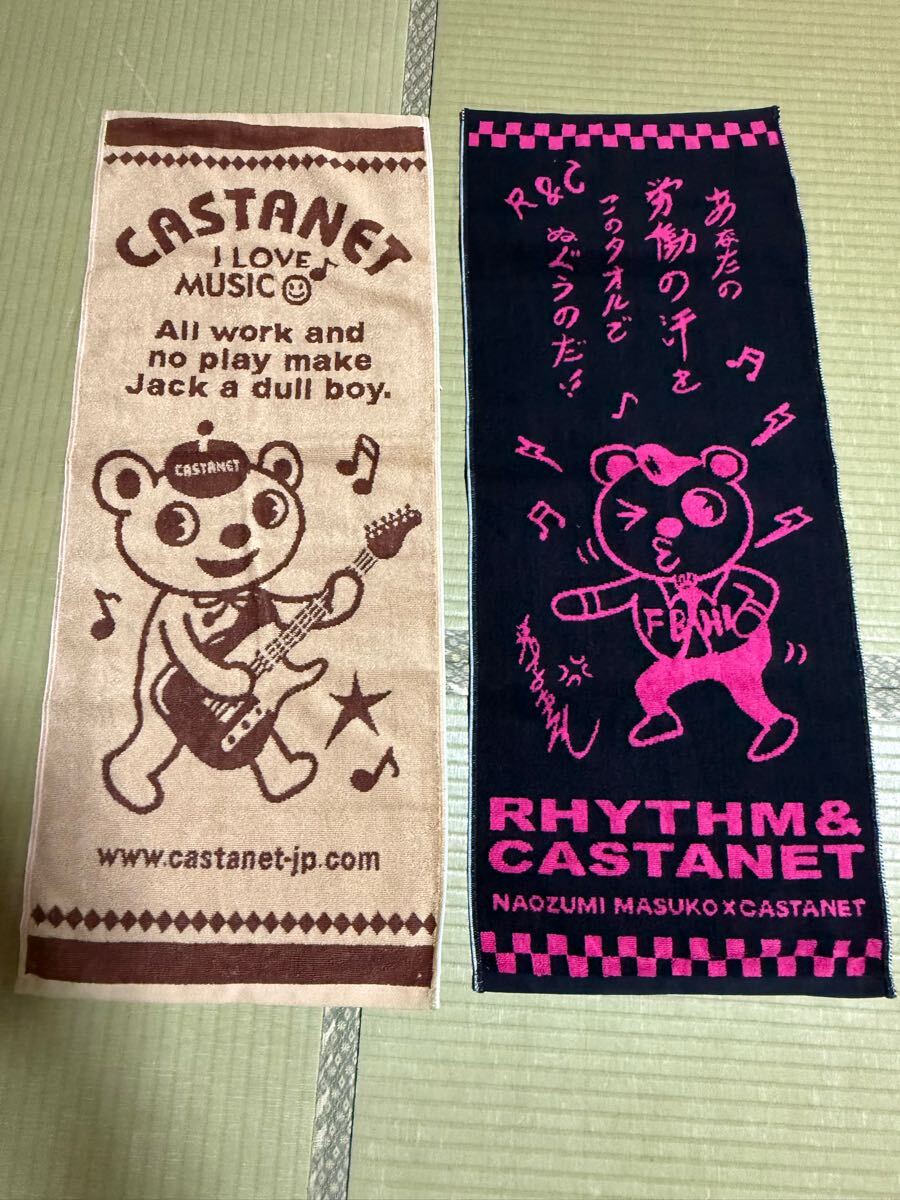 CASTANET
I LOVE
MUSIC
All work and
no play make
Jack a dull boy.
CASTANET
www.castanet-jp.com
あなたの
労働の汗を
このタオルで
ぬぐうのだ!!
R&C
RHYTHM &
CASTANET
NAOZUMI MASUKO×CASTANET